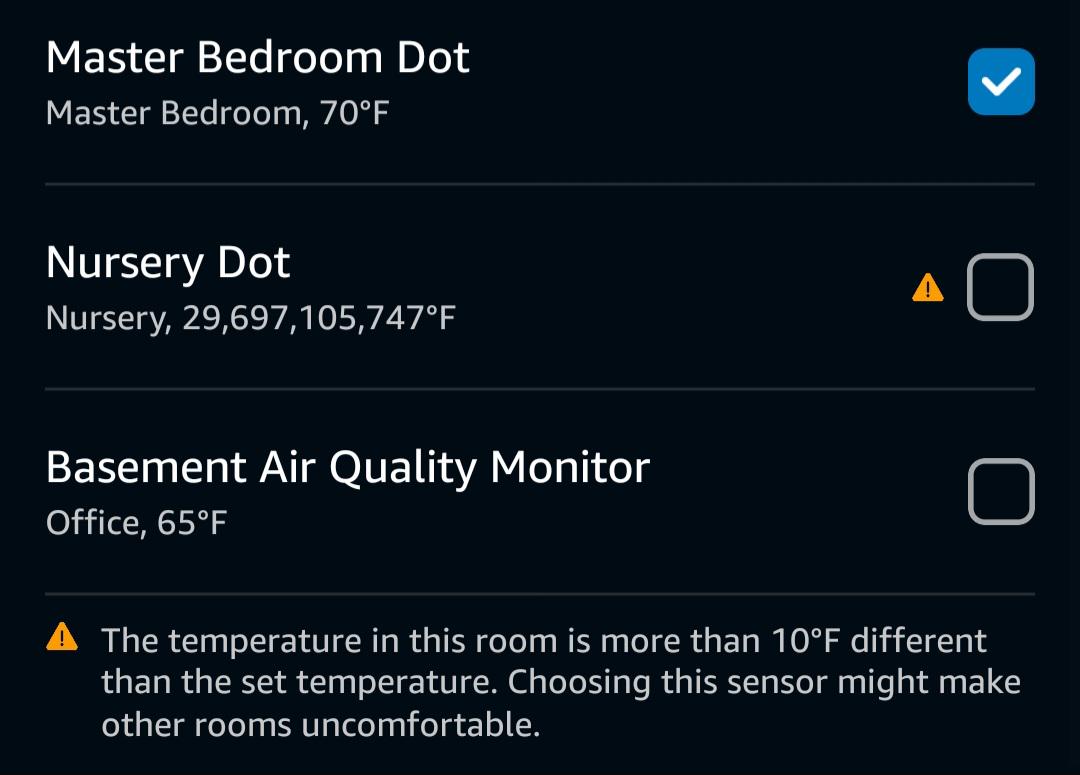 Master Bedroom Dot
Master Bedroom, 70°F
Nursery Dot
Nursery, 29,697,105,747°F
Basement Air Quality Monitor
Office, 65°F
The temperature in this room is more than 10°F different
than the set temperature. Choosing this sensor might make
other rooms uncomfortable.